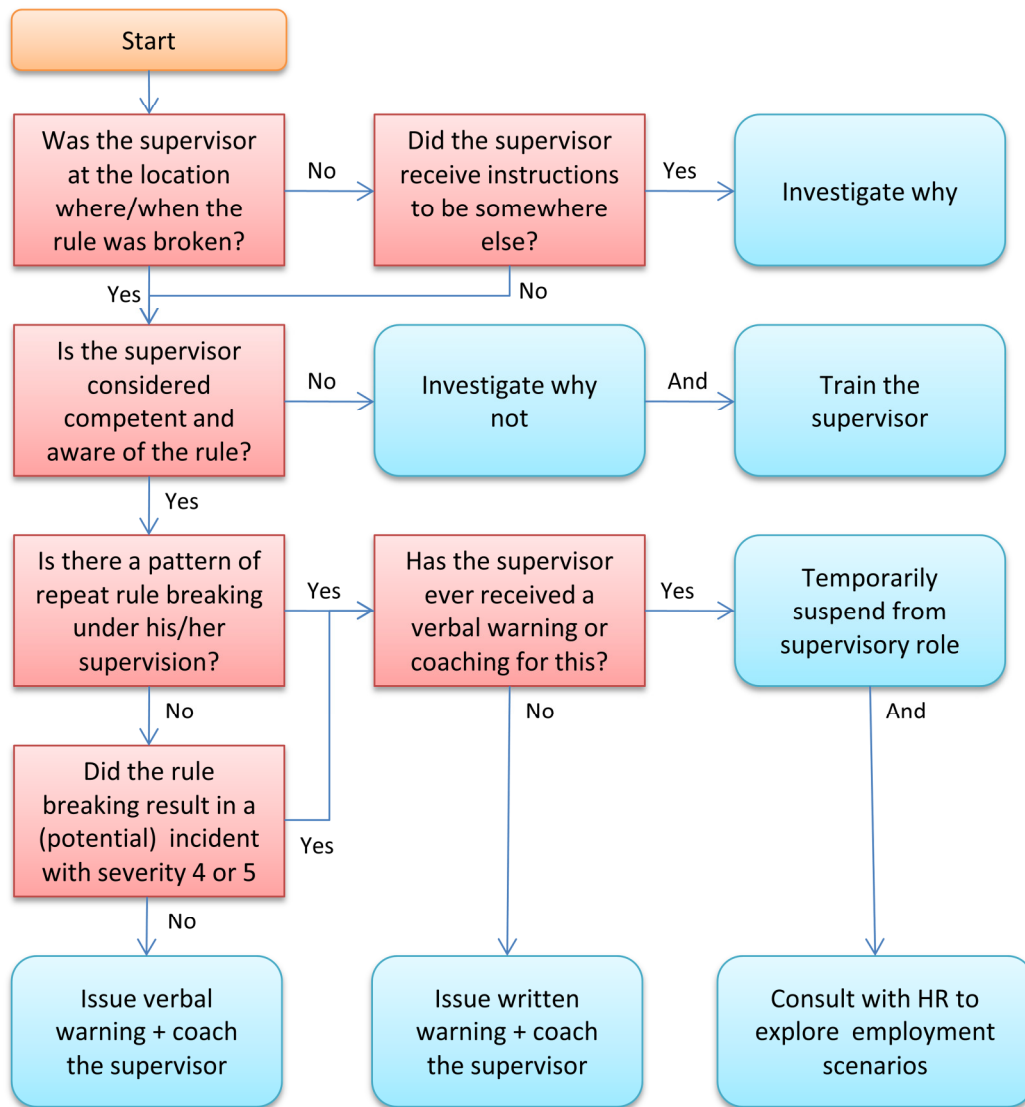 Start
Was the supervisor
at the location
where/when the
rule was broken?
No
Did the supervisor
receive instructions
to be somewhere
else?
Yes
Investigate why
Yes
No
Is the supervisor
considered
competent and
aware of the rule?
No
Investigate why
not
And
Train the
supervisor
Yes
Is there a pattern of
repeat rule breaking
under his/her
supervision?
Yes
Has the supervisor
ever received a
verbal warning or
coaching for this?
Yes
Temporarily
suspend from
supervisory role
No
No
And
Did the rule
breaking result in a
(potential) incident
with severity 4 or 5
Yes
No
Issue verbal
warning + coach
the supervisor
Issue written
warning + coach
the supervisor
Consult with HR to
explore employment
scenarios